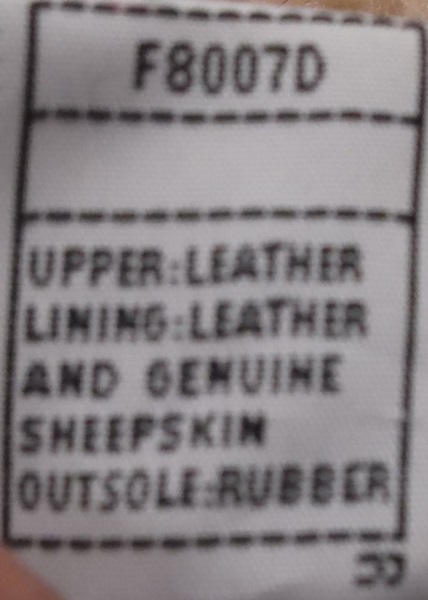 F8007D
UPPER:LEATHER
LINING:LEATHER
AND GENUINE
SHEEPSKIN
OUTSOLE:RUBBER